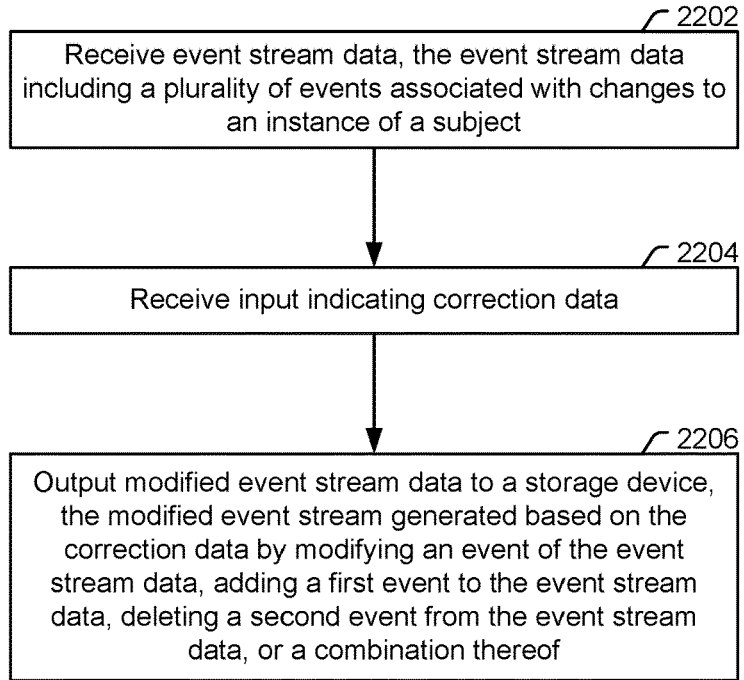 2202
Receive event stream data, the event stream data
including a plurality of events associated with changes to
an instance of a subject
2204
Receive input indicating correction data
2206
Output modified event stream data to a storage device,
the modified event stream generated based on the
correction data by modifying an event of the event
stream data, adding a first event to the event stream
data, deleting a second event from the event stream
data, or a combination thereof